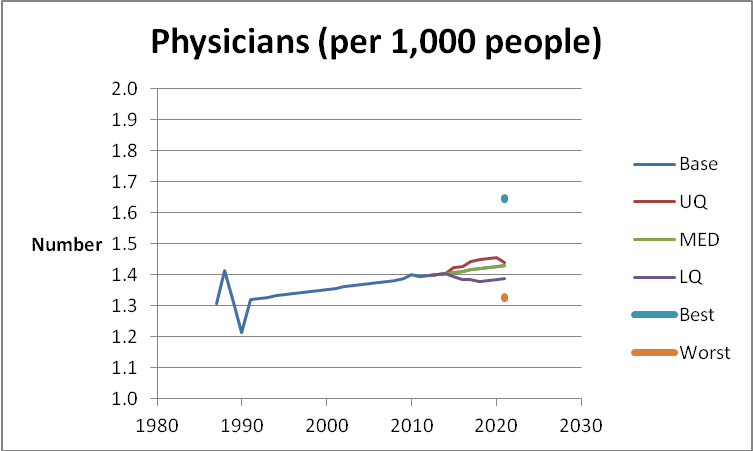 Physicians (per 1,000 people)
2.0
1.9
1.8
1.7
1.6
1.5
1.4
1.3
1.2
1.1
1.0
Number
1980 1990 2000 2010 2020 2030
Base
UQ
MED
LQ
Best
Worst